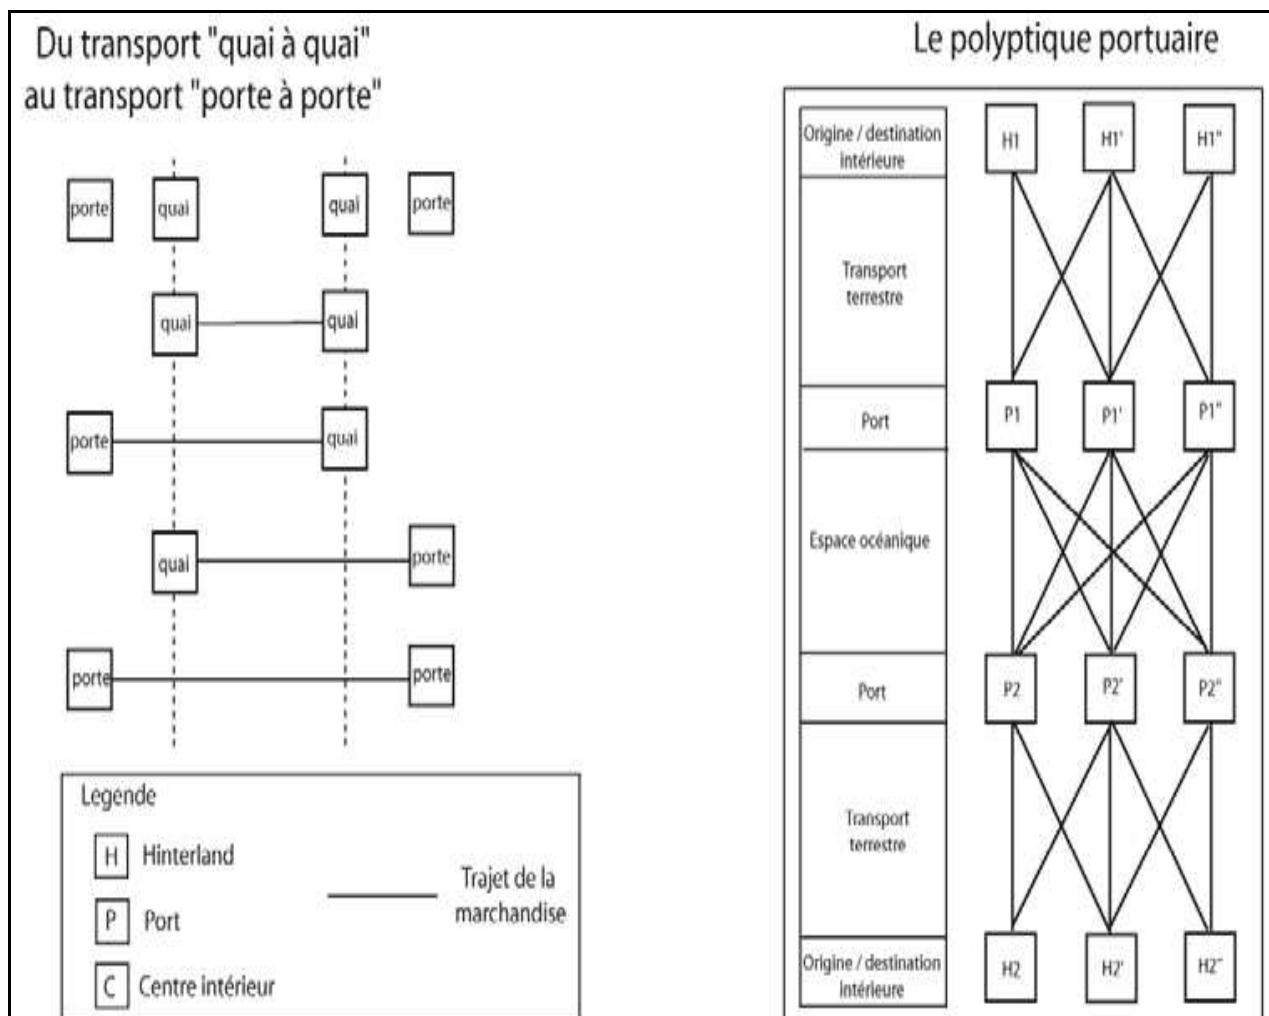 Du transport "quai à quai"
au transport "porte à porte"
porte quai quai porte
quai quai
porte quai
quai porte
porte porte
Legende
H Hinterland
P Port
C Centre intérieur
Trajet de la
marchandise
Le polyptique portuaire
Origine / destination
intérieure
H1 H1' H1"
Transport
terrestre
Port
P1 P1' P1"
Espace océanique
Port
P2 P2' P2"
Transport
terrestre
Origine / destination
intérieure
H2 H2' H2"